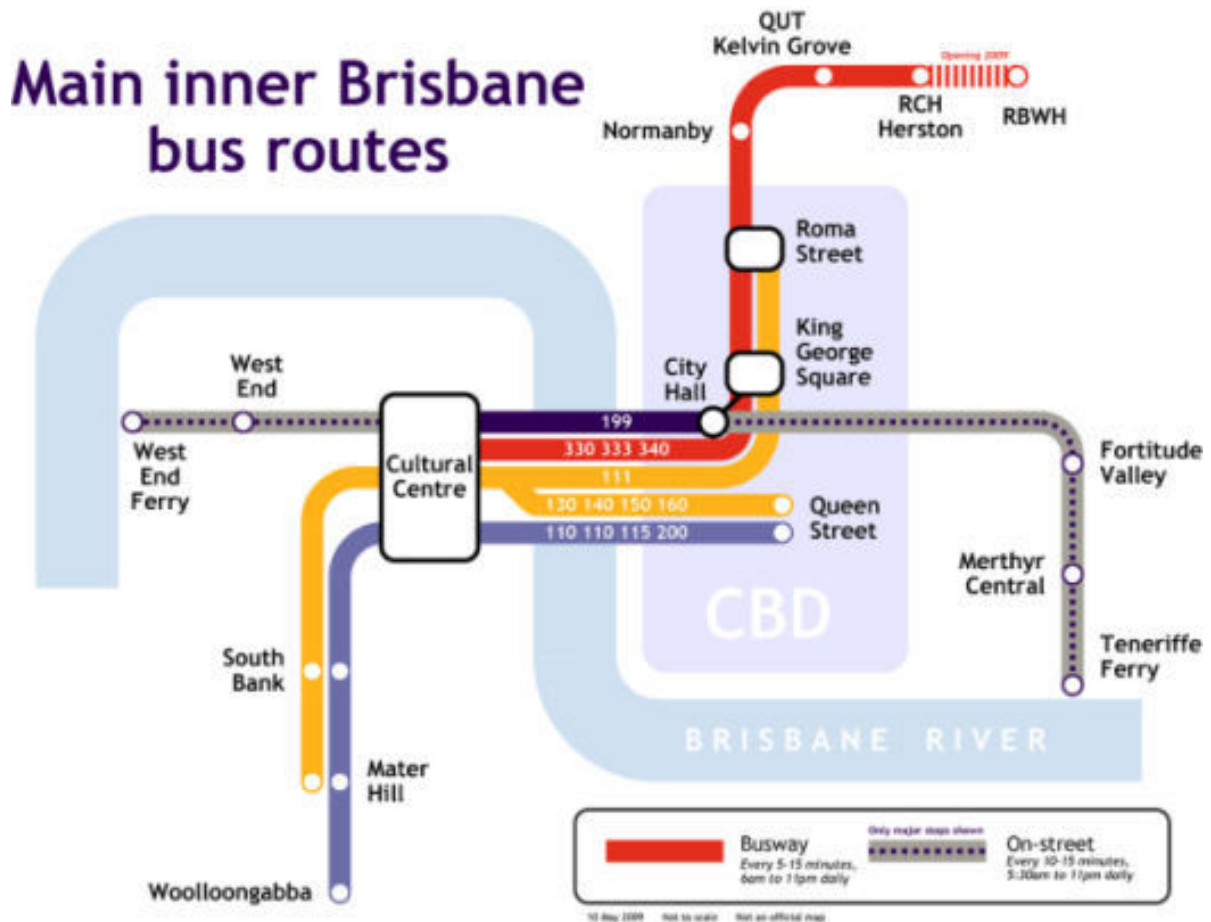 Main inner Brisbane
bus routes
QUT
Kelvin Grove
Opening 2009
RCH
Herston
RBWH
Normanby
Roma
Street
King
George
Square
City
Hall
West
End
West
End
Ferry
Cultural
Centre
199
330 333 340
111
130 140 150 160
110 110 115 200
Queen
Street
Fortitude
Valley
Merthyr
Central
Teneriffe
Ferry
CBD
South
Bank
Mater
Hill
Woolloongabba
BRISBANE RIVER
Busway
Every 5-15 minutes,
6am to 11pm daily
Only major stops shown
On-street
Every 10-15 minutes,
5:30am to 11pm daily
10 May 2009 Not to scale Not an official map